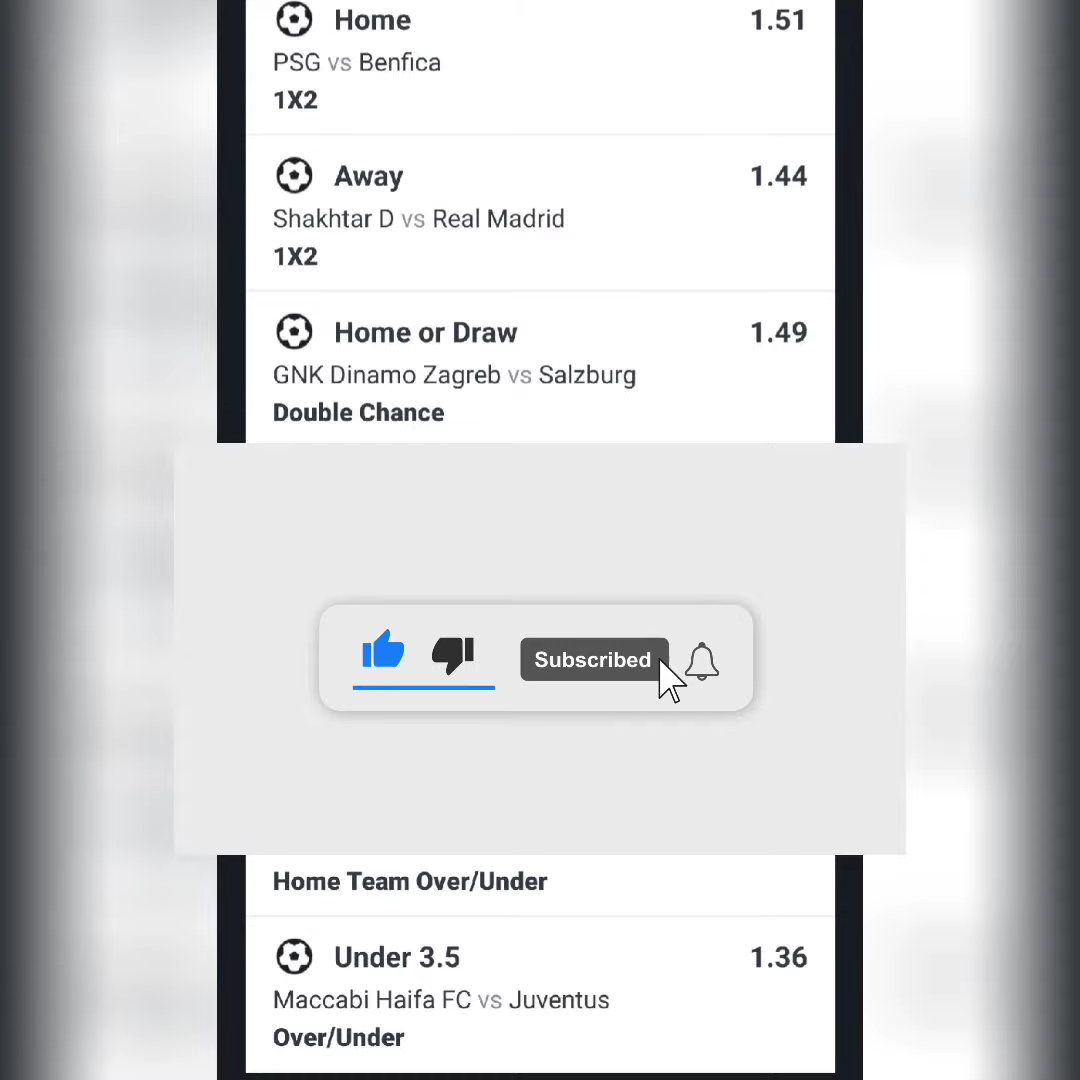 Home 1.51
PSG vs Benfica
1X2
Away 1.44
Shakhtar D vs Real Madrid
1X2
Home or Draw 1.49
GNK Dinamo Zagreb vs Salzburg
Double Chance
Subscribed
Home Team Over/Under
Under 3.5 1.36
Maccabi Haifa FC vs Juventus
Over/Under